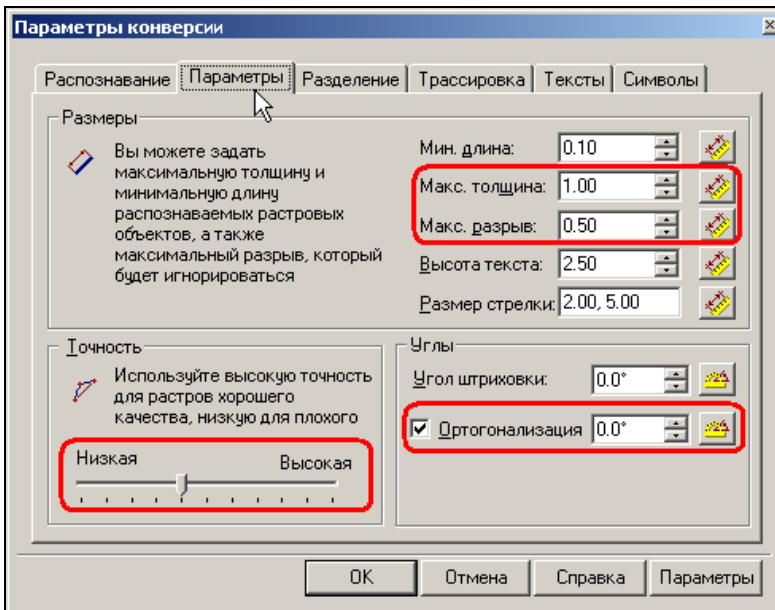 Параметры конверсии
Распознавание Параметры Разделение Трассировка Тексты Символы
Размеры
Вы можете задать
максимальную толщину и
минимальную длину
распознаваемых растровых
объектов, а также
максимальный разрыв, который
будет игнорироваться
Мин. длина: 0.10
Макс. толщина: 1.00
Макс. разрыв: 0.50
Высота текста: 2.50
Размер стрелки: 2.00, 5.00
Точность
Используйте высокую точность
для растров хорошего
качества, низкую для плохого
Низкая Высокая
Углы
Угол штриховки: 0.0°
Ортогонализация 0.0°
OK Отмена Справка Параметры